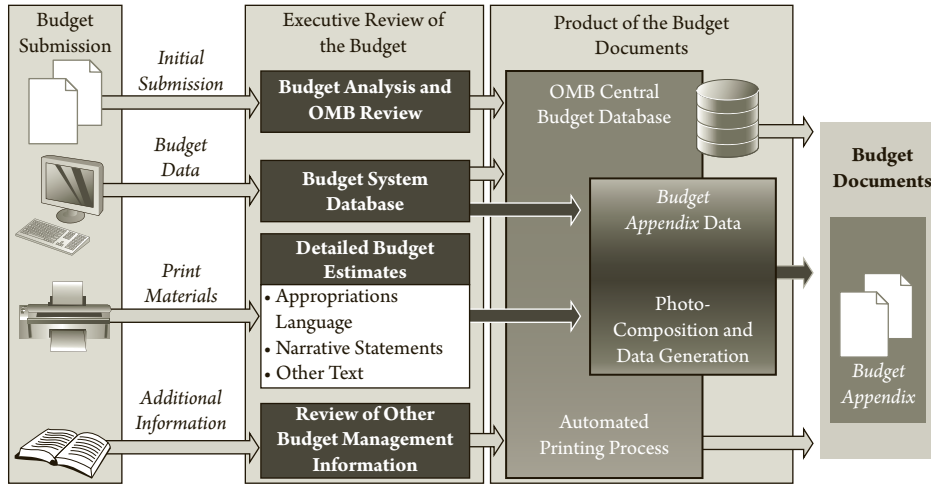 Budget
Submission
Initial
Submission
Budget
Data
Print
Materials
Additional
Information
Executive Review of
the Budget
Budget Analysis and
OMB Review
Budget System
Database
Detailed Budget
Estimates
• Appropriations
Language
• Narrative Statements
• Other Text
Review of Other
Budget Management
Information
Product of the Budget
Documents
OMB Central
Budget Database
Budget
Appendix Data
Photo-
Composition and
Data Generation
Automated
Printing Process
Budget
Documents
Budget
Appendix